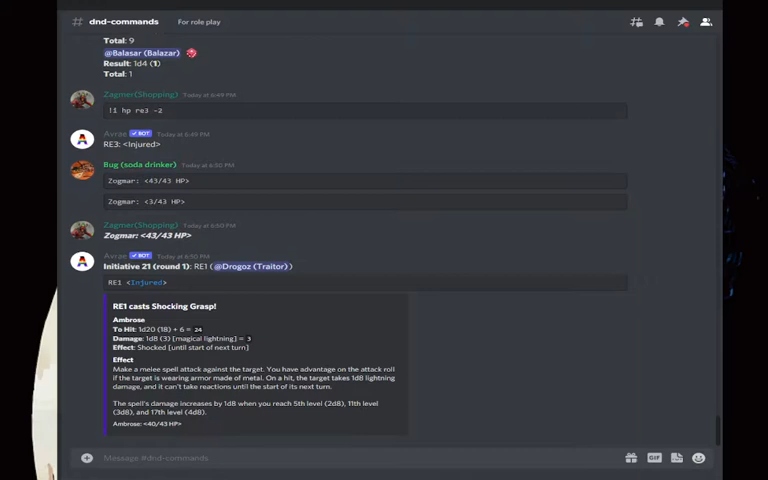 # dnd-commands For role play
Total: 9
@Balasar (Balazar)
Result: 1d4 (1)
Total: 1
Zagmer(Shopping) Today at 6:49 PM
!i hp re3 -2
Avrae ✓ BOT Today at 6:49 PM
RE3: <Injured>
Bug (soda drinker) Today at 6:50 PM
Zogmar: <43/43 HP>
Zogmar: <3/43 HP>
Zagmer(Shopping) Today at 6:50 PM
Zogmar: <43/43 HP>
Avrae ✓ BOT Today at 6:50 PM
Initiative 21 (round 1): RE1 (@Drogoz (Traitor))
RE1 <Injured>
RE1 casts Shocking Grasp!
Ambrose
To Hit: 1d20 (18) + 6 = 24
Damage: 1d8 (3) [magical lightning] = 3
Effect: Shocked [until start of next turn]
Effect
Make a melee spell attack against the target. You have advantage on the attack roll
if the target is wearing armor made of metal. On a hit, the target takes 1d8 lightning
damage, and it can't take reactions until the start of its next turn.
The spell's damage increases by 1d8 when you reach 5th level (2d8), 11th level
(3d8), and 17th level (4d8).
Ambrose: <40/43 HP>
Message #dnd-commands
GIF